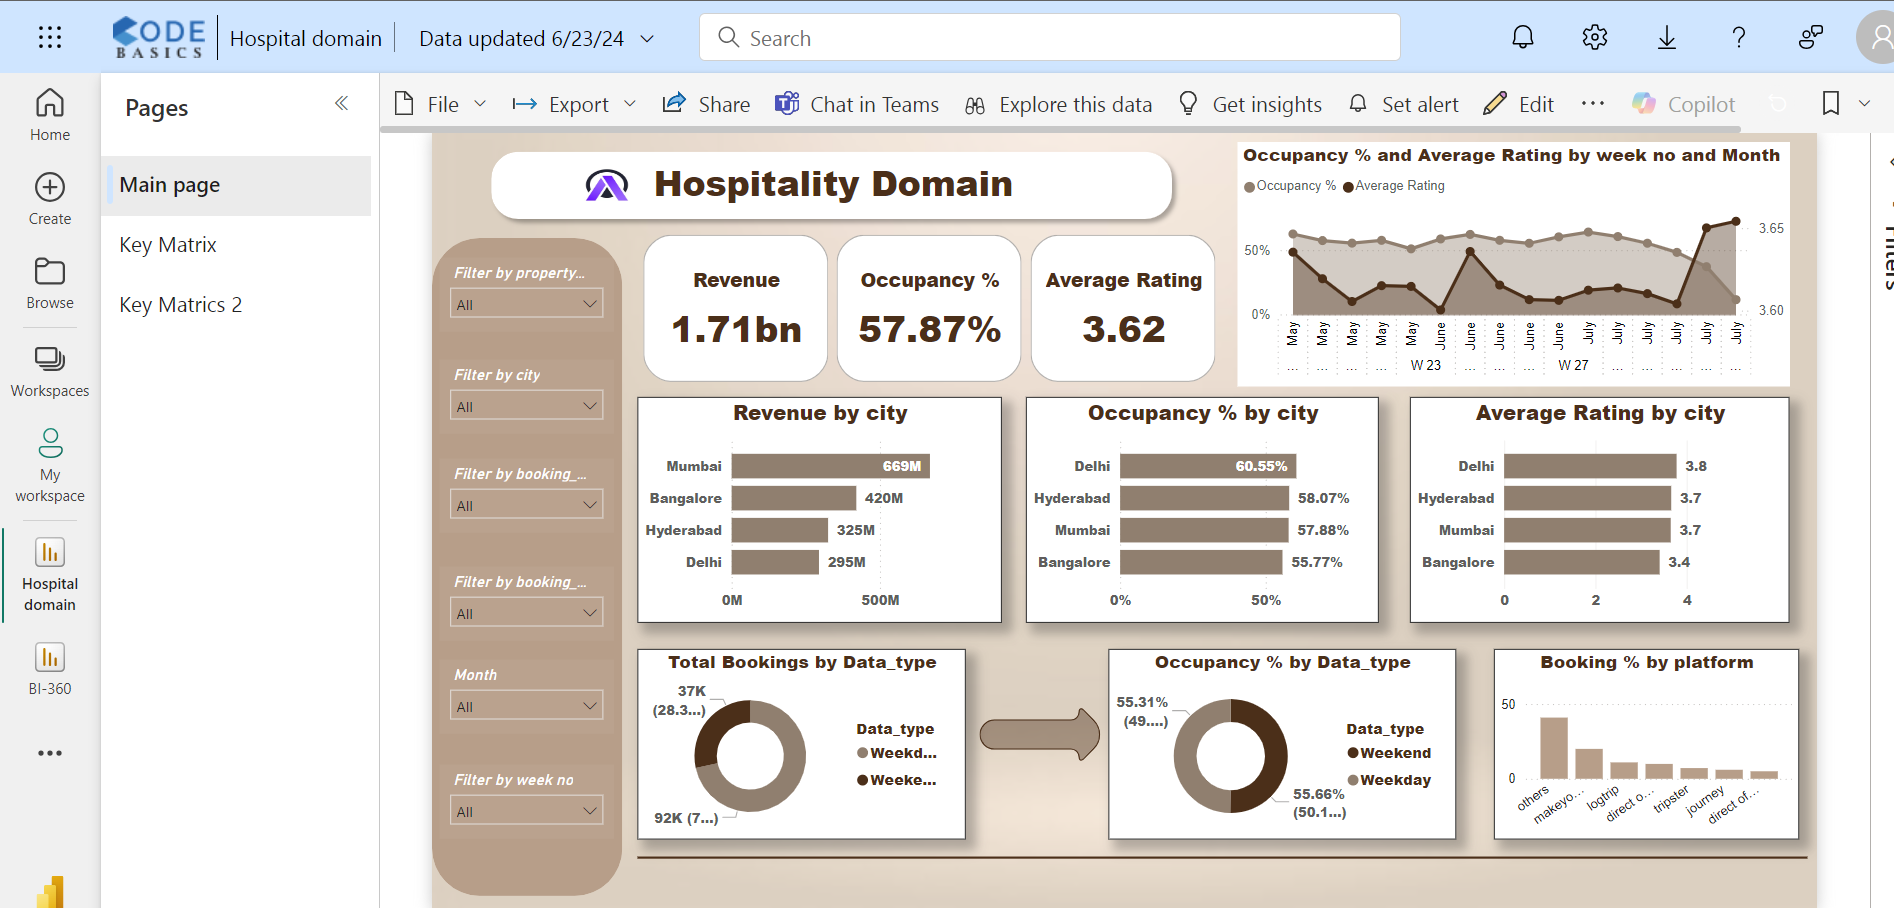 CODE BASICS Hospital domain Data updated 6/23/24 Search
Home
Create
Browse
Workspaces
My
workspace
Hospital
domain
BI-360
Pages
Main page
Key Matrix
Key Matrics 2
File Export Share Chat in Teams Explore this data Get insights Set alert Edit ... Copilot
Filters
Hospitality Domain
Filter by property...
All
Filter by city
All
Filter by booking_...
All
Filter by booking_...
All
Month
All
Filter by week no
All
Revenue
1.71bn
Occupancy %
57.87%
Average Rating
3.62
Occupancy % and Average Rating by week no and Month
Occupancy % Average Rating
50%
0%
3.65
3.60
May May May May May June June June June June July July July July July July
... ... ... ... W 23 ... ... ... W 27 ... ... ... ... ...
Revenue by city
Mumbai 669M
Bangalore 420M
Hyderabad 325M
Delhi 295M
0M 500M
Occupancy % by city
Delhi 60.55%
Hyderabad 58.07%
Mumbai 57.88%
Bangalore 55.77%
0% 50%
Average Rating by city
Delhi 3.8
Hyderabad 3.7
Mumbai 3.7
Bangalore 3.4
0 2 4
Total Bookings by Data_type
37K
(28.3...)
92K (7...)
Data_type
Weekd...
Weeke...
Occupancy % by Data_type
55.31%
(49....)
55.66%
(50.1...)
Data_type
Weekend
Weekday
Booking % by platform
50
0
others makeyo... logtrip direct o... tripster journey direct of...